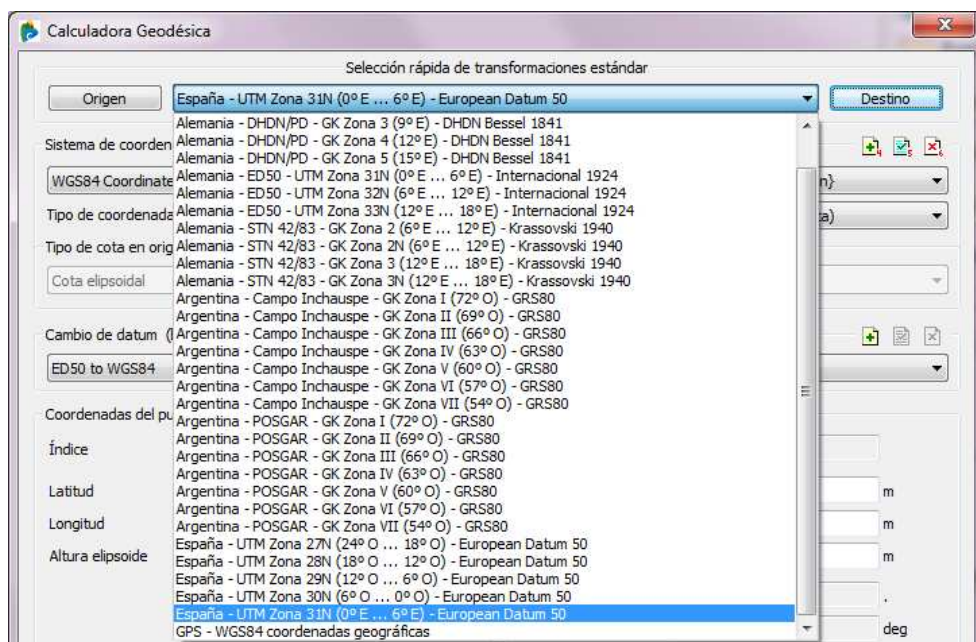 Calculadora Geodésica
Selección rápida de transformaciones estándar
Origen
España - UTM Zona 31N (0º E ... 6º E) - European Datum 50
Destino
Alemania - DHDN/PD - GK Zona 3 (9º E) - DHDN Bessel 1841
Alemania - DHDN/PD - GK Zona 4 (12º E) - DHDN Bessel 1841
Alemania - DHDN/PD - GK Zona 5 (15º E) - DHDN Bessel 1841
Alemania - ED50 - UTM Zona 31N (0º E ... 6º E) - Internacional 1924
Alemania - ED50 - UTM Zona 32N (6º E ... 12º E) - Internacional 1924
Alemania - ED50 - UTM Zona 33N (12º E ... 18º E) - Internacional 1924
Alemania - STN 42/83 - GK Zona 2 (6º E ... 12º E) - Krassovski 1940
Alemania - STN 42/83 - GK Zona 2N (6º E ... 12º E) - Krassovski 1940
Alemania - STN 42/83 - GK Zona 3 (12º E ... 18º E) - Krassovski 1940
Alemania - STN 42/83 - GK Zona 3N (12º E ... 18º E) - Krassovski 1940
Argentina - Campo Inchauspe - GK Zona I (72º O) - GRS80
Argentina - Campo Inchauspe - GK Zona II (69º O) - GRS80
Argentina - Campo Inchauspe - GK Zona III (66º O) - GRS80
Argentina - Campo Inchauspe - GK Zona IV (63º O) - GRS80
Argentina - Campo Inchauspe - GK Zona V (60º O) - GRS80
Argentina - Campo Inchauspe - GK Zona VI (57º O) - GRS80
Argentina - Campo Inchauspe - GK Zona VII (54º O) - GRS80
Argentina - POSGAR - GK Zona I (72º O) - GRS80
Argentina - POSGAR - GK Zona II (69º O) - GRS80
Argentina - POSGAR - GK Zona III (66º O) - GRS80
Argentina - POSGAR - GK Zona IV (63º O) - GRS80
Argentina - POSGAR - GK Zona V (60º O) - GRS80
Argentina - POSGAR - GK Zona VI (57º O) - GRS80
Argentina - POSGAR - GK Zona VII (54º O) - GRS80
España - UTM Zona 27N (24º O ... 18º O) - European Datum 50
España - UTM Zona 28N (18º O ... 12º O) - European Datum 50
España - UTM Zona 29N (12º O ... 6º O) - European Datum 50
España - UTM Zona 30N (6º O ... 0º O) - European Datum 50
España - UTM Zona 31N (0º E ... 6º E) - European Datum 50
GPS - WGS84 coordenadas geográficas
Sistema de coorden
WGS84 Coordinate
n}
Tipo de coordenada
a)
Tipo de cota en orig
Cota elipsoidal
Cambio de datum (
ED50 to WGS84
Coordenadas del pu
Índice
Latitud
m
Longitud
m
Altura elipsoide
m
.
deg